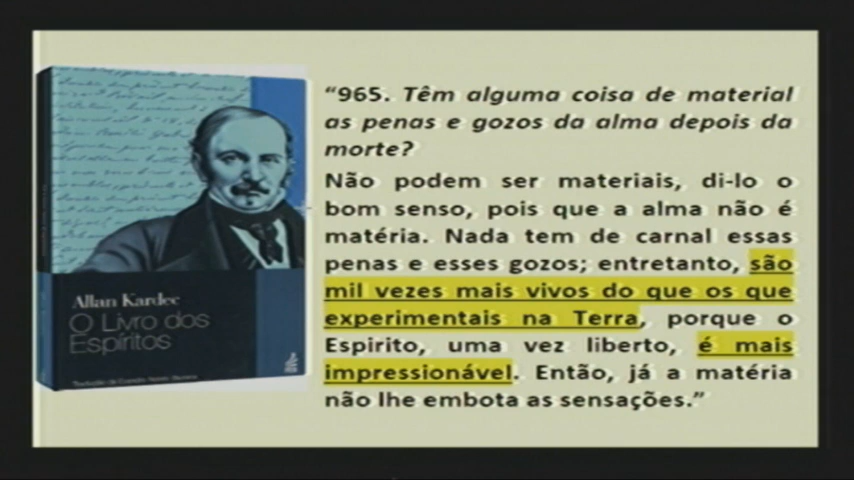 “965. Têm alguma coisa de material
as penas e gozos da alma depois da
morte?
Não podem ser materiais, di-lo o
bom senso, pois que a alma não é
matéria. Nada tem de carnal essas
penas e esses gozos; entretanto, são
mil vezes mais vivos do que os que
experimentais na Terra, porque o
Espirito, uma vez liberto, é mais
impressionável. Então, já a matéria
não lhe embota as sensações.”
Allan Kardec
O Livro dos
Espíritos